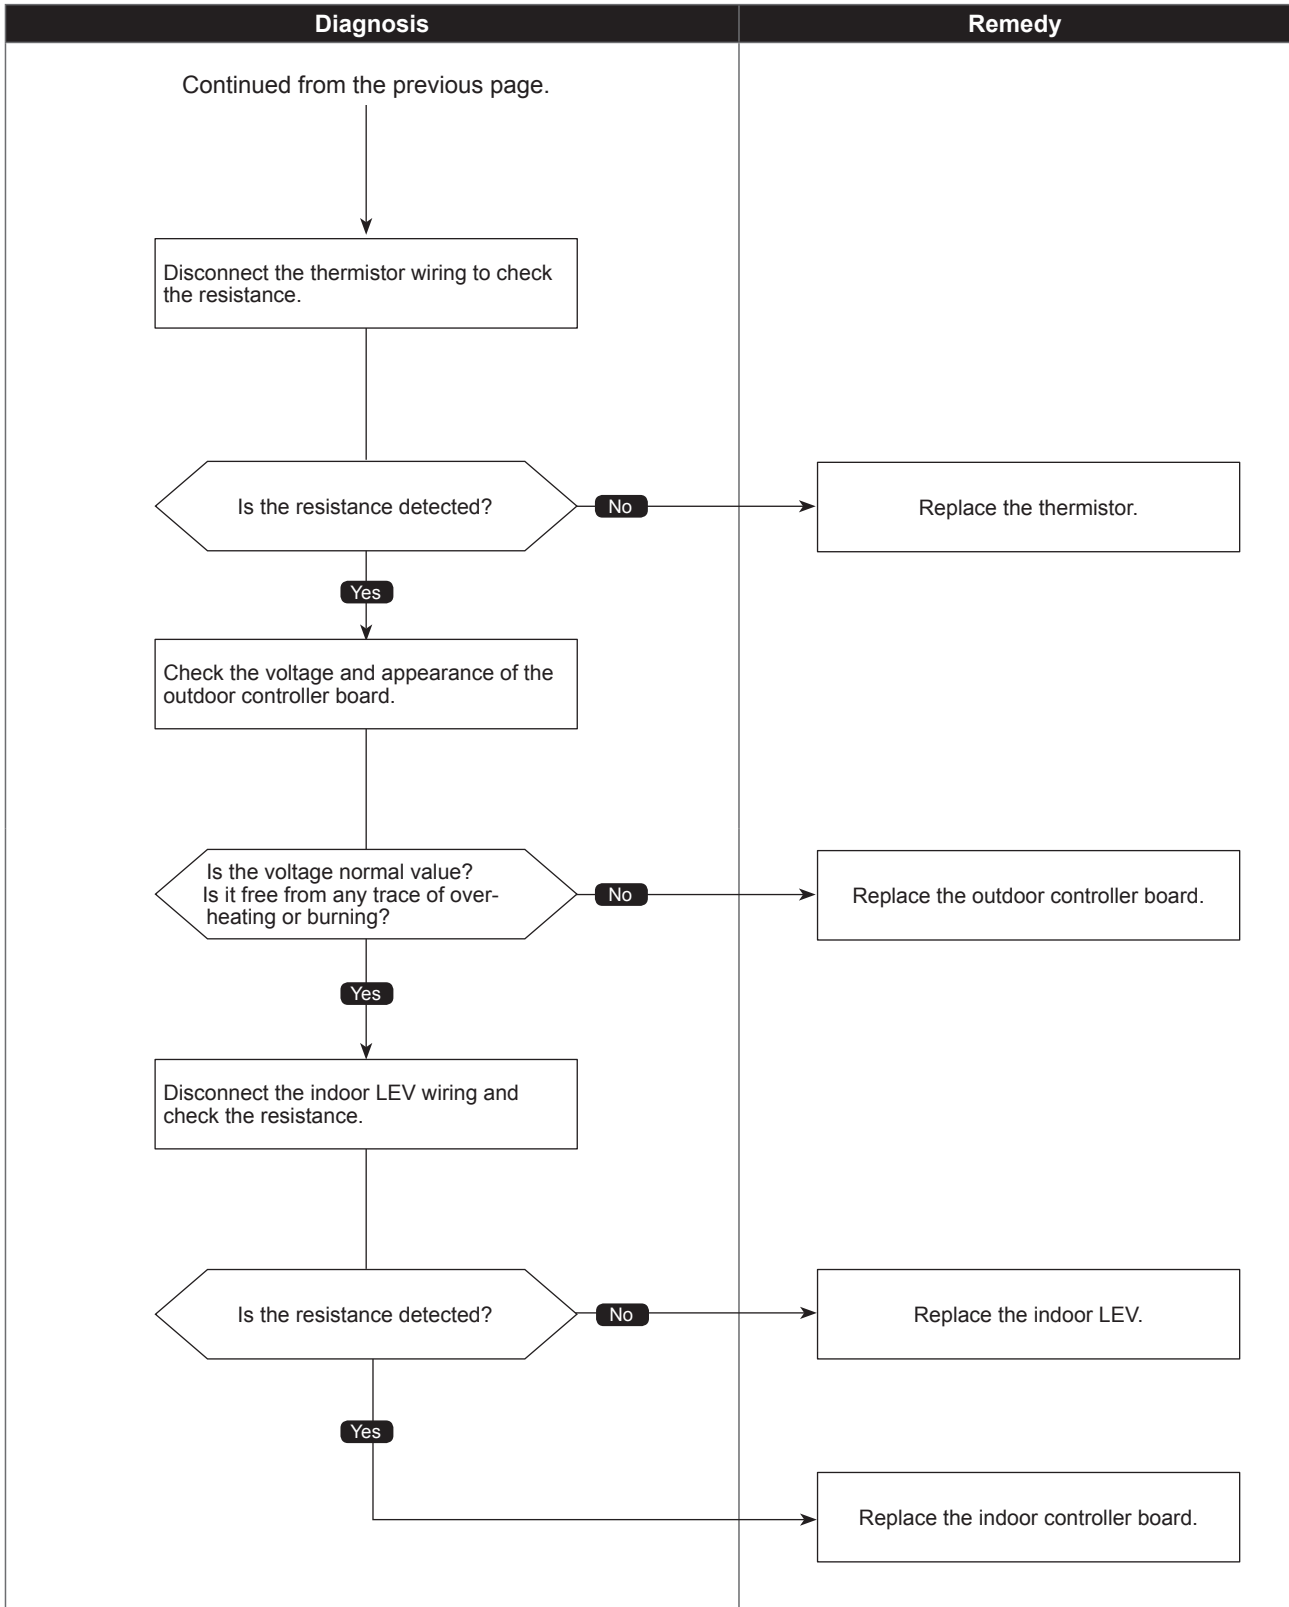 Diagnosis
Remedy
Continued from the previous page.
Disconnect the thermistor wiring to check
the resistance.
Is the resistance detected?
No
Replace the thermistor.
Yes
Check the voltage and appearance of the
outdoor controller board.
Is the voltage normal value?
Is it free from any trace of over-
heating or burning?
No
Replace the outdoor controller board.
Yes
Disconnect the indoor LEV wiring and
check the resistance.
Is the resistance detected?
No
Replace the indoor LEV.
Yes
Replace the indoor controller board.